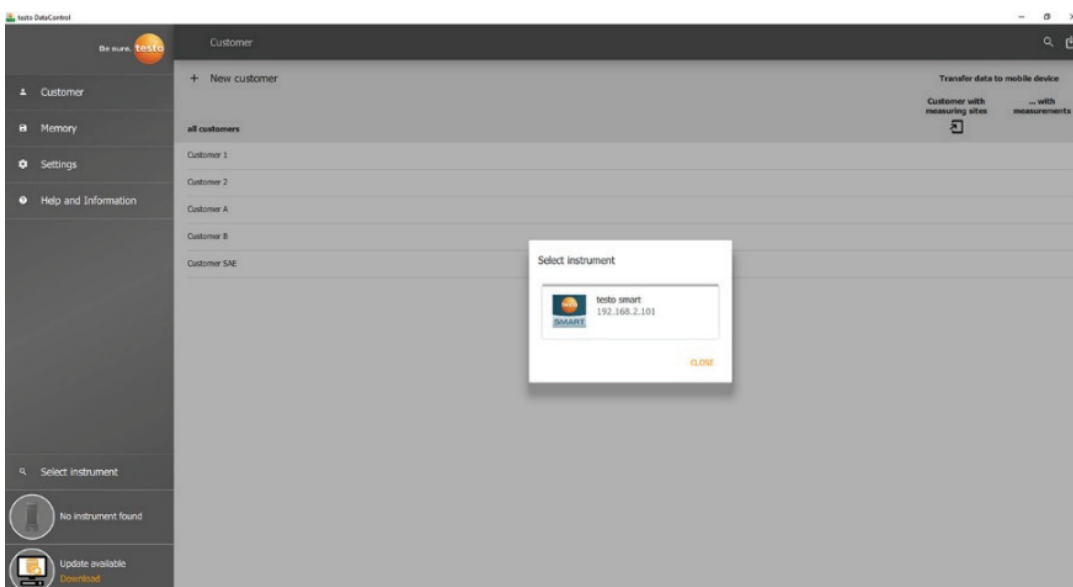 testo DataControl
Be sure. testo
Customer
Customer
Memory
Settings
Help and Information
+ New customer
Transfer data to mobile device
Customer with
measuring sites
... with
measurements
all customers
Customer 1
Customer 2
Customer A
Customer B
Customer SAE
Select instrument
testo smart
192.168.2.101
SMART
CLOSE
Select instrument
No instrument found
Update available
Download